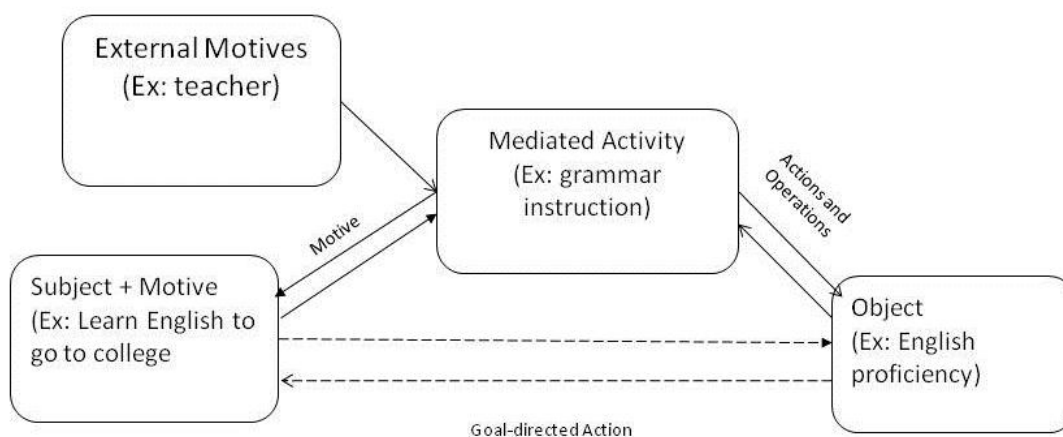 External Motives
(Ex: teacher)
Mediated Activity
(Ex: grammar
instruction)
Motive
Actions and
Operations
Subject + Motive
(Ex: Learn English to
go to college
Object
(Ex: English
proficiency)
Goal-directed Action